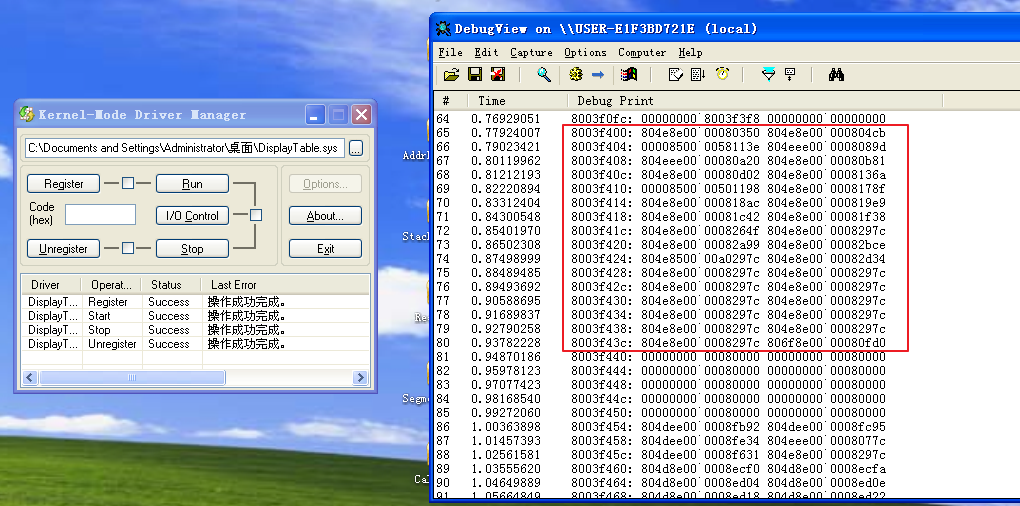 DebugView on \\USER-E1F3BD721E (local)
File Edit Capture Options Computer Help
# Time Debug Print
64 0.76929051 8003f0fc: 00000000`8003f3f8 00000000`00000000
65 0.77924007 8003f400: 804e8e00`00080350 804e8e00`000804cb
66 0.79023421 8003f404: 00008500`0058113e 804eee00`0008089d
67 0.80119962 8003f408: 804eee00`00080a20 804e8e00`00080b81
68 0.81212193 8003f40c: 804e8e00`00080d02 804e8e00`0008136a
69 0.82220894 8003f410: 00008500`00501198 804e8e00`0008178f
70 0.83312404 8003f414: 804e8e00`000818ac 804e8e00`000819e9
71 0.84300548 8003f418: 804e8e00`00081c42 804e8e00`00081f38
72 0.85401970 8003f41c: 804e8e00`0008264f 804e8e00`0008297c
73 0.86502308 8003f420: 804e8e00`00082a99 804e8e00`00082bce
74 0.87498999 8003f424: 804e8500`00a0297c 804e8e00`00082d34
75 0.88489485 8003f428: 804e8e00`0008297c 804e8e00`0008297c
76 0.89493692 8003f42c: 804e8e00`0008297c 804e8e00`0008297c
77 0.90588695 8003f430: 804e8e00`0008297c 804e8e00`0008297c
78 0.91689837 8003f434: 804e8e00`0008297c 804e8e00`0008297c
79 0.92790258 8003f438: 804e8e00`0008297c 804e8e00`0008297c
80 0.93782228 8003f43c: 804e8e00`0008297c 806f8e00`00080fd0
81 0.94870186 8003f440: 00000000`00080000 00000000`00080000
82 0.95978123 8003f444: 00000000`00080000 00000000`00080000
83 0.97077423 8003f448: 00000000`00080000 00000000`00080000
84 0.98168540 8003f44c: 00000000`00080000 00000000`00080000
85 0.99272060 8003f450: 00000000`00080000 00000000`00080000
86 1.00363898 8003f454: 804dee00`0008fb92 804dee00`0008fc95
87 1.01457393 8003f458: 804dee00`0008fe34 804eee00`0008077c
88 1.02561581 8003f45c: 804dee00`0008f631 804e8e00`0008297c
89 1.03555620 8003f460: 804d8e00`0008ecf0 804d8e00`0008ecfa
90 1.04649889 8003f464: 804d8e00`0008ed04 804d8e00`0008ed0e
91 1.05664849 8003f468: 804d8e00`0008ed18 804d8e00`0008ed22
Kernel-Mode Driver Manager
C:\Documents and Settings\Administrator\桌面\DisplayTable.sys ...
Register Run Options...
Code
(hex) I/O Control About...
Unregister Stop Exit
Driver Operat... Status Last Error
DisplayT... Register Success 操作成功完成。
DisplayT... Start Success 操作成功完成。
DisplayT... Stop Success 操作成功完成。
DisplayT... Unregister Success 操作成功完成。